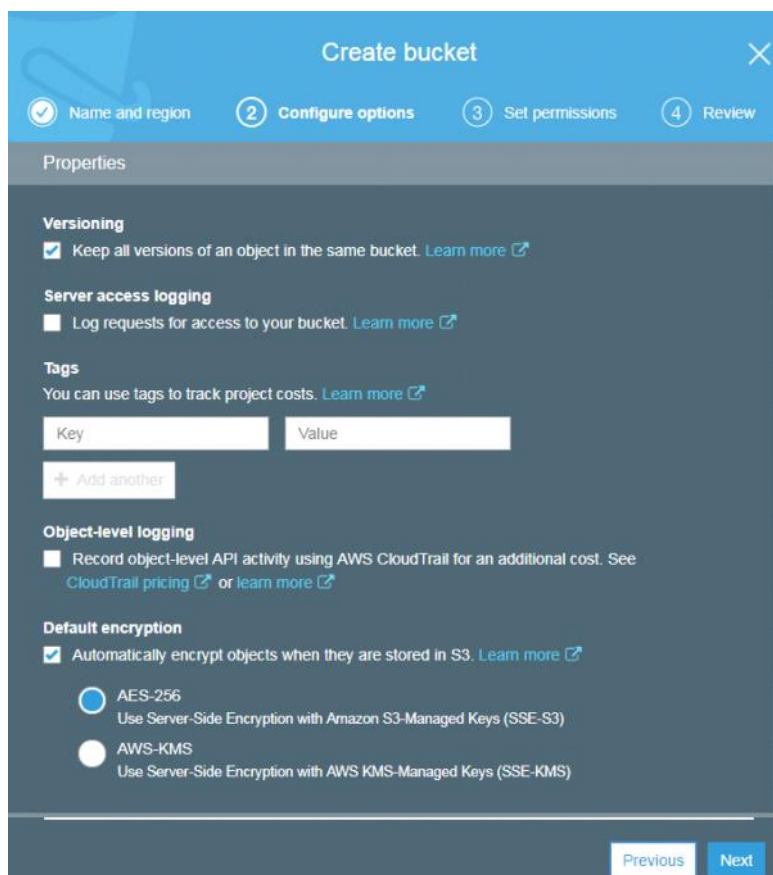 Create bucket
Name and region
2 Configure options
3 Set permissions
4 Review
Properties
Versioning
Keep all versions of an object in the same bucket. Learn more
Server access logging
Log requests for access to your bucket. Learn more
Tags
You can use tags to track project costs. Learn more
Key Value
+ Add another
Object-level logging
Record object-level API activity using AWS CloudTrail for an additional cost. See
CloudTrail pricing or learn more
Default encryption
Automatically encrypt objects when they are stored in S3. Learn more
AES-256
Use Server-Side Encryption with Amazon S3-Managed Keys (SSE-S3)
AWS-KMS
Use Server-Side Encryption with AWS KMS-Managed Keys (SSE-KMS)
Previous Next